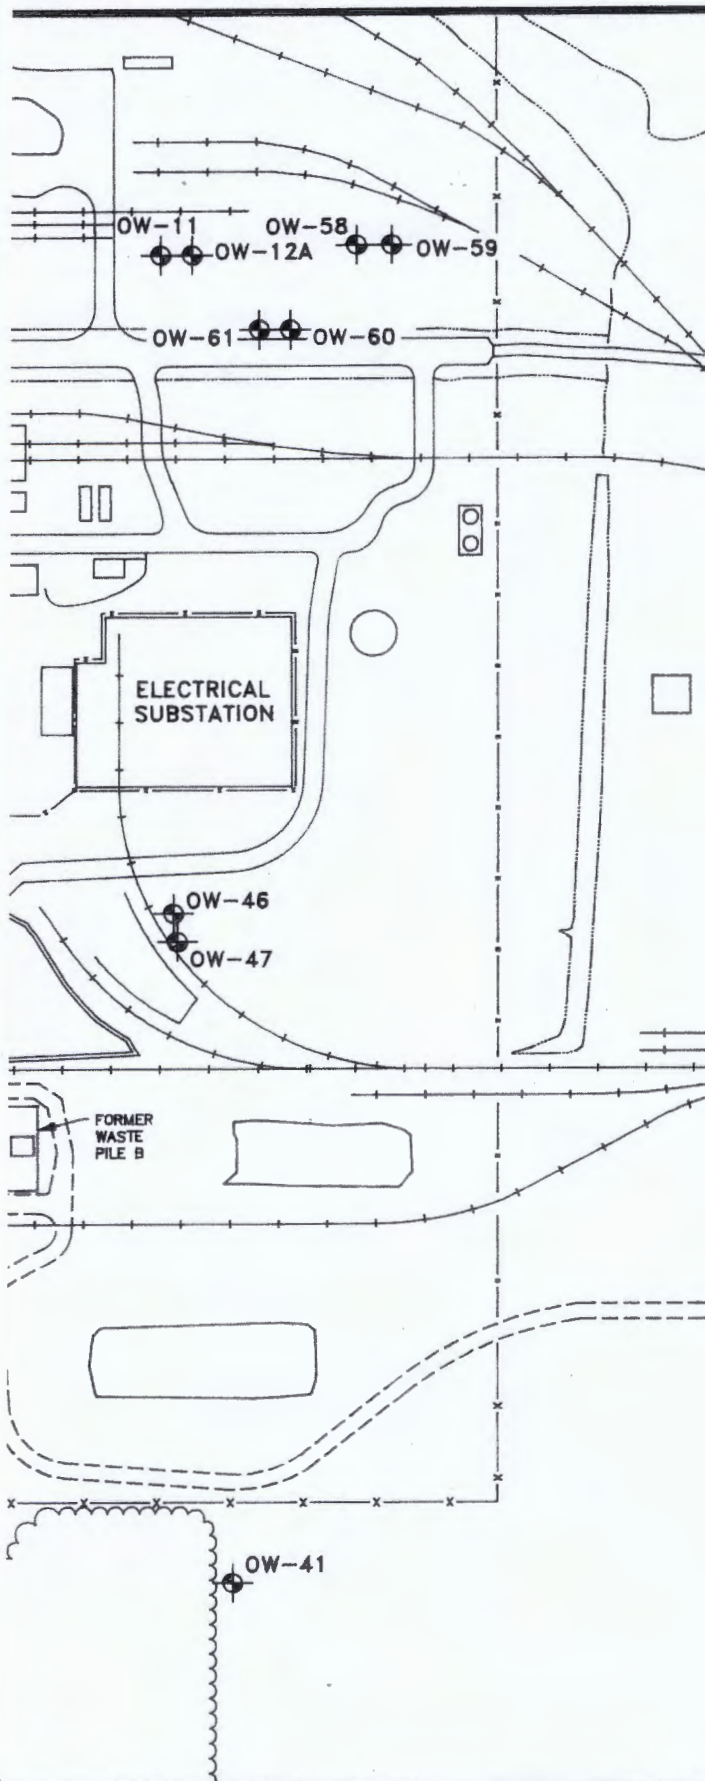 OW-11
OW-58
OW-12A
OW-59
OW-61
OW-60
ELECTRICAL
SUBSTATION
OW-46
OW-47
FORMER
WASTE
PILE B
OW-41